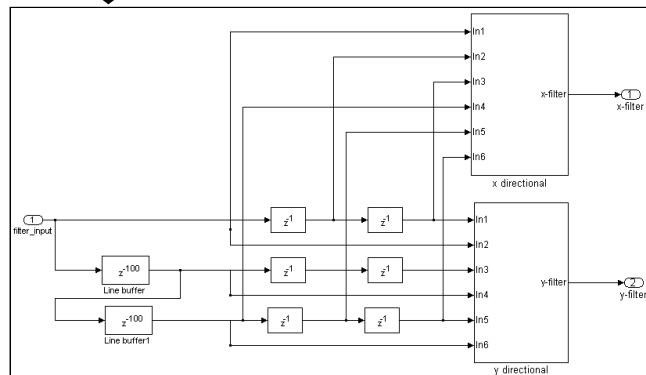 In1
In2
In3
x-filter
1
In4
x-filter
In5
In6
x directional
1
z-1
z-1
In1
filter_input
In2
z-100
z-1
z-1
In3
y-filter
2
Line buffer
In4
y-filter
z-100
z-1
z-1
In5
Line buffer1
In6
y directional